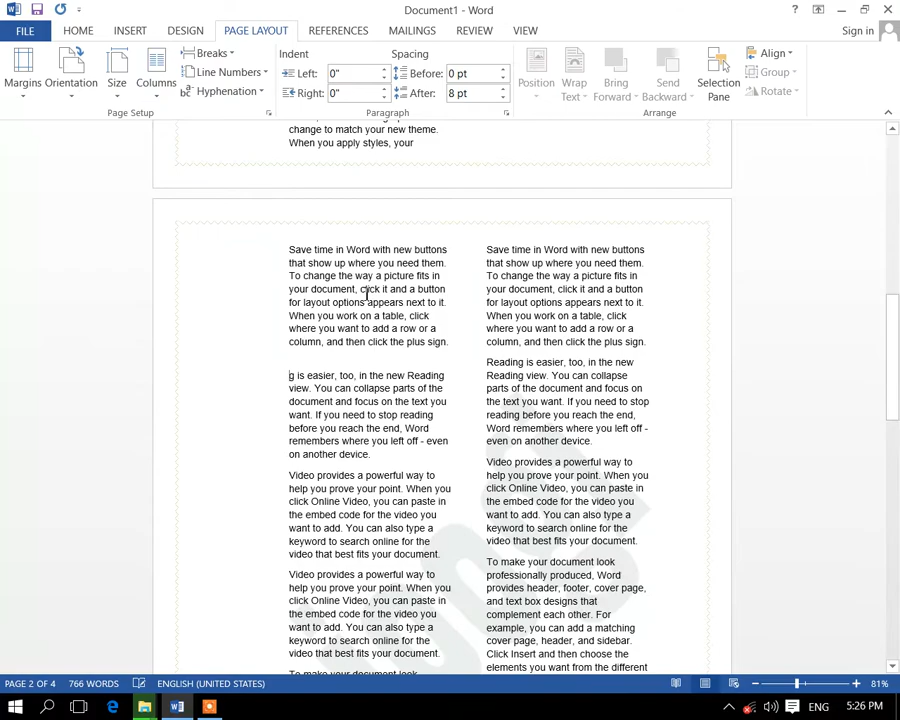 Document1 - Word
Sign in
FILE HOME INSERT DESIGN PAGE LAYOUT REFERENCES MAILINGS REVIEW VIEW
Margins Orientation Size Columns
Breaks
Line Numbers
Hyphenation
Page Setup
Indent Spacing
Left: 0" Before: 0 pt
Right: 0" After: 8 pt
Paragraph
Position Wrap Text Bring Forward Send Backward Selection Pane
Align
Group
Rotate
Arrange
change to match your new theme.
When you apply styles, your
Save time in Word with new buttons
that show up where you need them.
To change the way a picture fits in
your document, click it and a button
for layout options appears next to it.
When you work on a table, click
where you want to add a row or a
column, and then click the plus sign.
g is easier, too, in the new Reading
view. You can collapse parts of the
document and focus on the text you
want. If you need to stop reading
before you reach the end, Word
remembers where you left off - even
on another device.
Video provides a powerful way to
help you prove your point. When you
click Online Video, you can paste in
the embed code for the video you
want to add. You can also type a
keyword to search online for the
video that best fits your document.
Video provides a powerful way to
help you prove your point. When you
click Online Video, you can paste in
the embed code for the video you
want to add. You can also type a
keyword to search online for the
video that best fits your document.
To make your document look
Save time in Word with new buttons
that show up where you need them.
To change the way a picture fits in
your document, click it and a button
for layout options appears next to it.
When you work on a table, click
where you want to add a row or a
column, and then click the plus sign.
Reading is easier, too, in the new
Reading view. You can collapse
parts of the document and focus on
the text you want. If you need to stop
reading before you reach the end,
Word remembers where you left off -
even on another device.
Video provides a powerful way to
help you prove your point. When you
click Online Video, you can paste in
the embed code for the video you
want to add. You can also type a
keyword to search online for the
video that best fits your document.
To make your document look
professionally produced, Word
provides header, footer, cover page,
and text box designs that
complement each other. For
example, you can add a matching
cover page, header, and sidebar.
Click Insert and then choose the
elements you want from the different
PAGE 2 OF 4 766 WORDS ENGLISH (UNITED STATES) 81%
ENG 5:26 PM